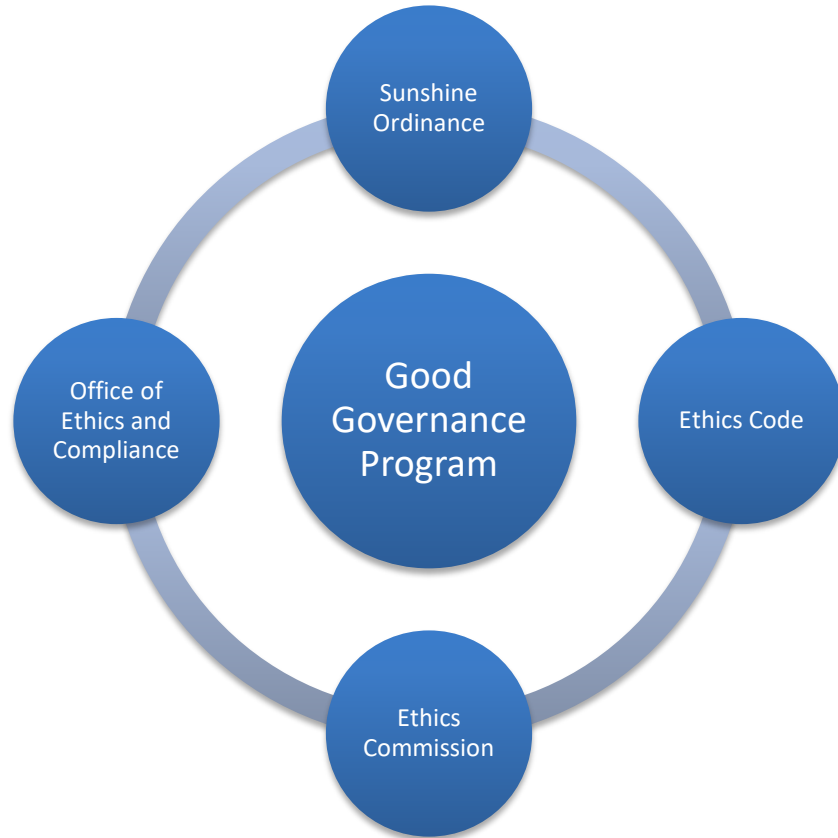 Sunshine
Ordinance
Good
Governance
Program
Office of
Ethics and
Compliance
Ethics Code
Ethics
Commission